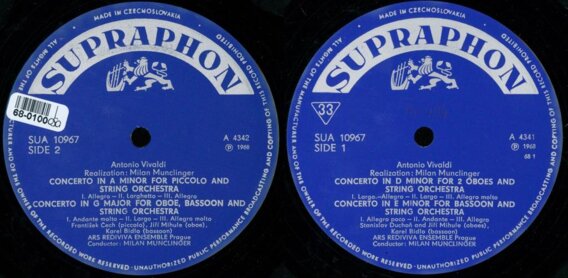 MADE IN CZECHOSLOVAKIA
ALL RIGHTS OF THE MANUFACTURER AND OF THE OWNER OF THE RECORDED WORK RESERVED - UNAUTHORIZED PUBLIC PERFORMANCE BROADCASTING AND COPYING OF THIS RECORD PROHIBITED
SUPRAPHON
68-0100
SUA 10967
SIDE 2
A 4342
Ⓟ 1968
Antonio Vivaldi
Realization: Milan Munclinger
CONCERTO IN A MINOR FOR PICCOLO AND
STRING ORCHESTRA
I. Allegro – II. Larghetto – III. Allegro
CONCERTO IN G MAJOR FOR OBOE, BASSOON AND
STRING ORCHESTRA
I. Andante molto – II. Largo – III. Allegro molto
František Čech (piccolo), Jiří Mihule (oboe),
Karel Bidlo (bassoon)
ARS REDIVIVA ENSEMBLE Prague
Conductor: MILAN MUNCLINGER
MADE IN CZECHOSLOVAKIA
ALL RIGHTS OF THE MANUFACTURER AND OF THE OWNER OF THE RECORDED WORK RESERVED - UNAUTHORIZED PUBLIC PERFORMANCE BROADCASTING AND COPYING OF THIS RECORD PROHIBITED
SUPRAPHON
33
SUA 10967
SIDE 1
A 4341
Ⓟ 1968
68 1
Antonio Vivaldi
Realization: Milan Munclinger
CONCERTO IN D MINOR FOR 2 OBOES AND
STRING ORCHESTRA
I. Largo–Allegro – II. Largo – III. Allegro
CONCERTO IN E MINOR FOR BASSOON AND
STRING ORCHESTRA
I. Allegro poco – II. Andante – III. Allegro molto
Stanislav Duchoň and Jiří Mihule (oboes),
Karel Bidlo (bassoon)
ARS REDIVIVA ENSEMBLE Prague
Conductor: MILAN MUNCLINGER